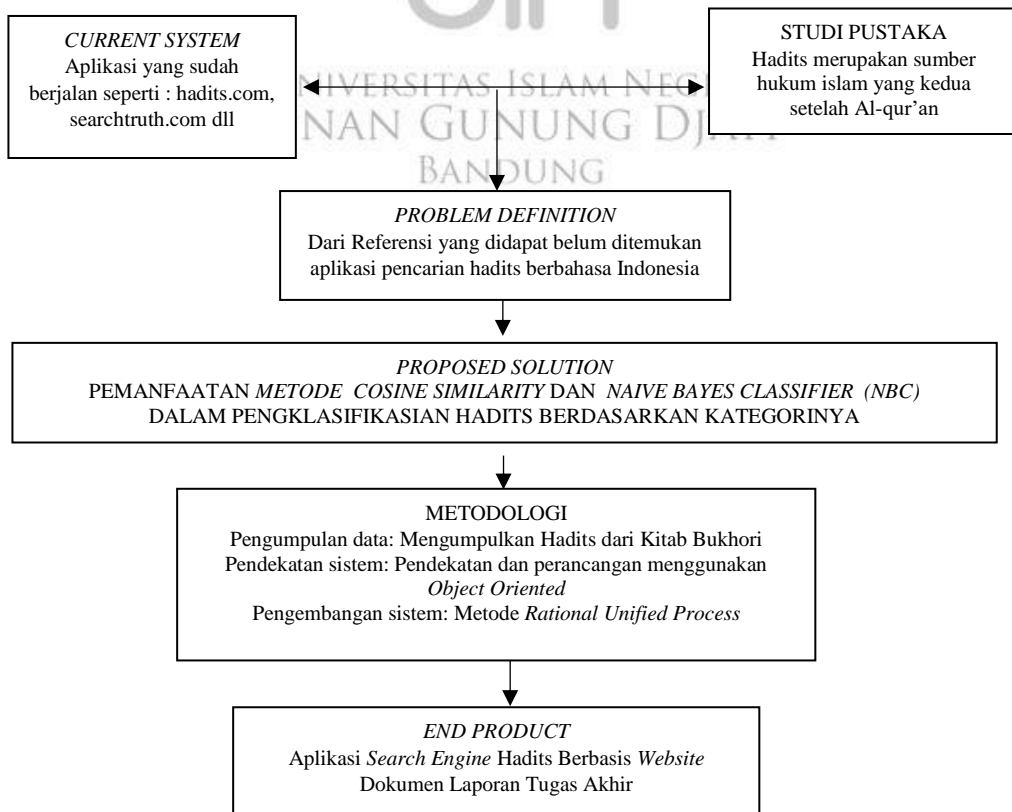 CURRENT SYSTEM
Aplikasi yang sudah
berjalan seperti : hadits.com,
searchtruth.com dll
STUDI PUSTAKA
Hadits merupakan sumber
hukum islam yang kedua
setelah Al-qur'an
UNIVERSITAS ISLAM NEGERI
SUNAN GUNUNG DJATI
BANDUNG
PROBLEM DEFINITION
Dari Referensi yang didapat belum ditemukan
aplikasi pencarian hadits berbahasa Indonesia
PROPOSED SOLUTION
PEMANFAATAN METODE COSINE SIMILARITY DAN NAIVE BAYES CLASSIFIER (NBC)
DALAM PENGKLASIFIKASIAN HADITS BERDASARKAN KATEGORINYA
METODOLOGI
Pengumpulan data: Mengumpulkan Hadits dari Kitab Bukhori
Pendekatan sistem: Pendekatan dan perancangan menggunakan
Object Oriented
Pengembangan sistem: Metode Rational Unified Process
END PRODUCT
Aplikasi Search Engine Hadits Berbasis Website
Dokumen Laporan Tugas Akhir